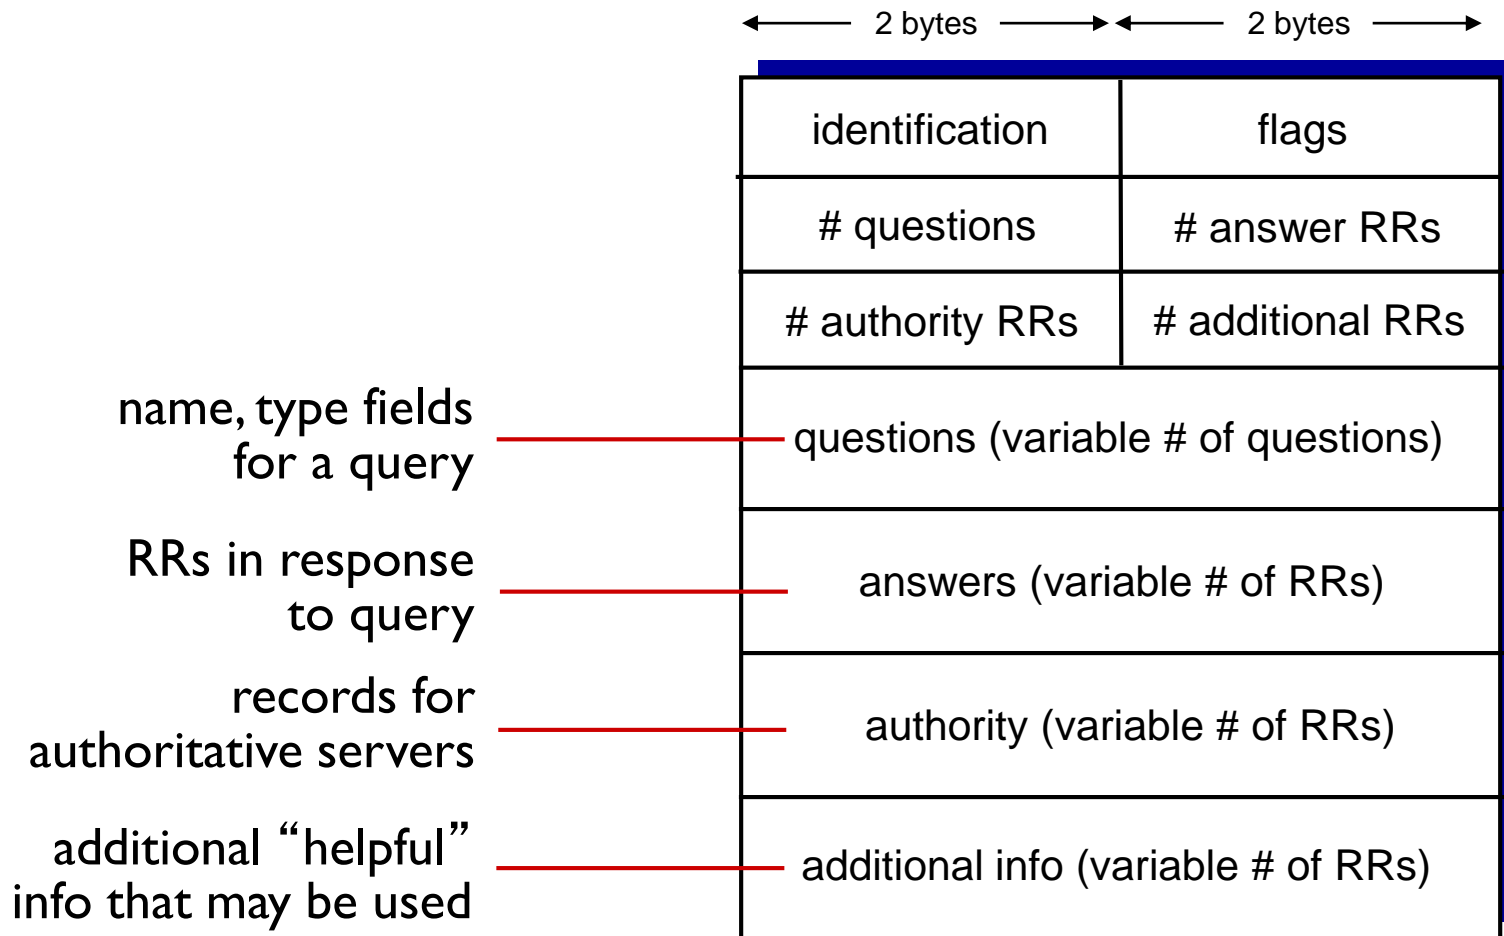 2 bytes 2 bytes
identification flags
# questions # answer RRs
# authority RRs # additional RRs
name, type fields
for a query
questions (variable # of questions)
RRs in response
to query
answers (variable # of RRs)
records for
authoritative servers
authority (variable # of RRs)
additional “helpful”
info that may be used
additional info (variable # of RRs)